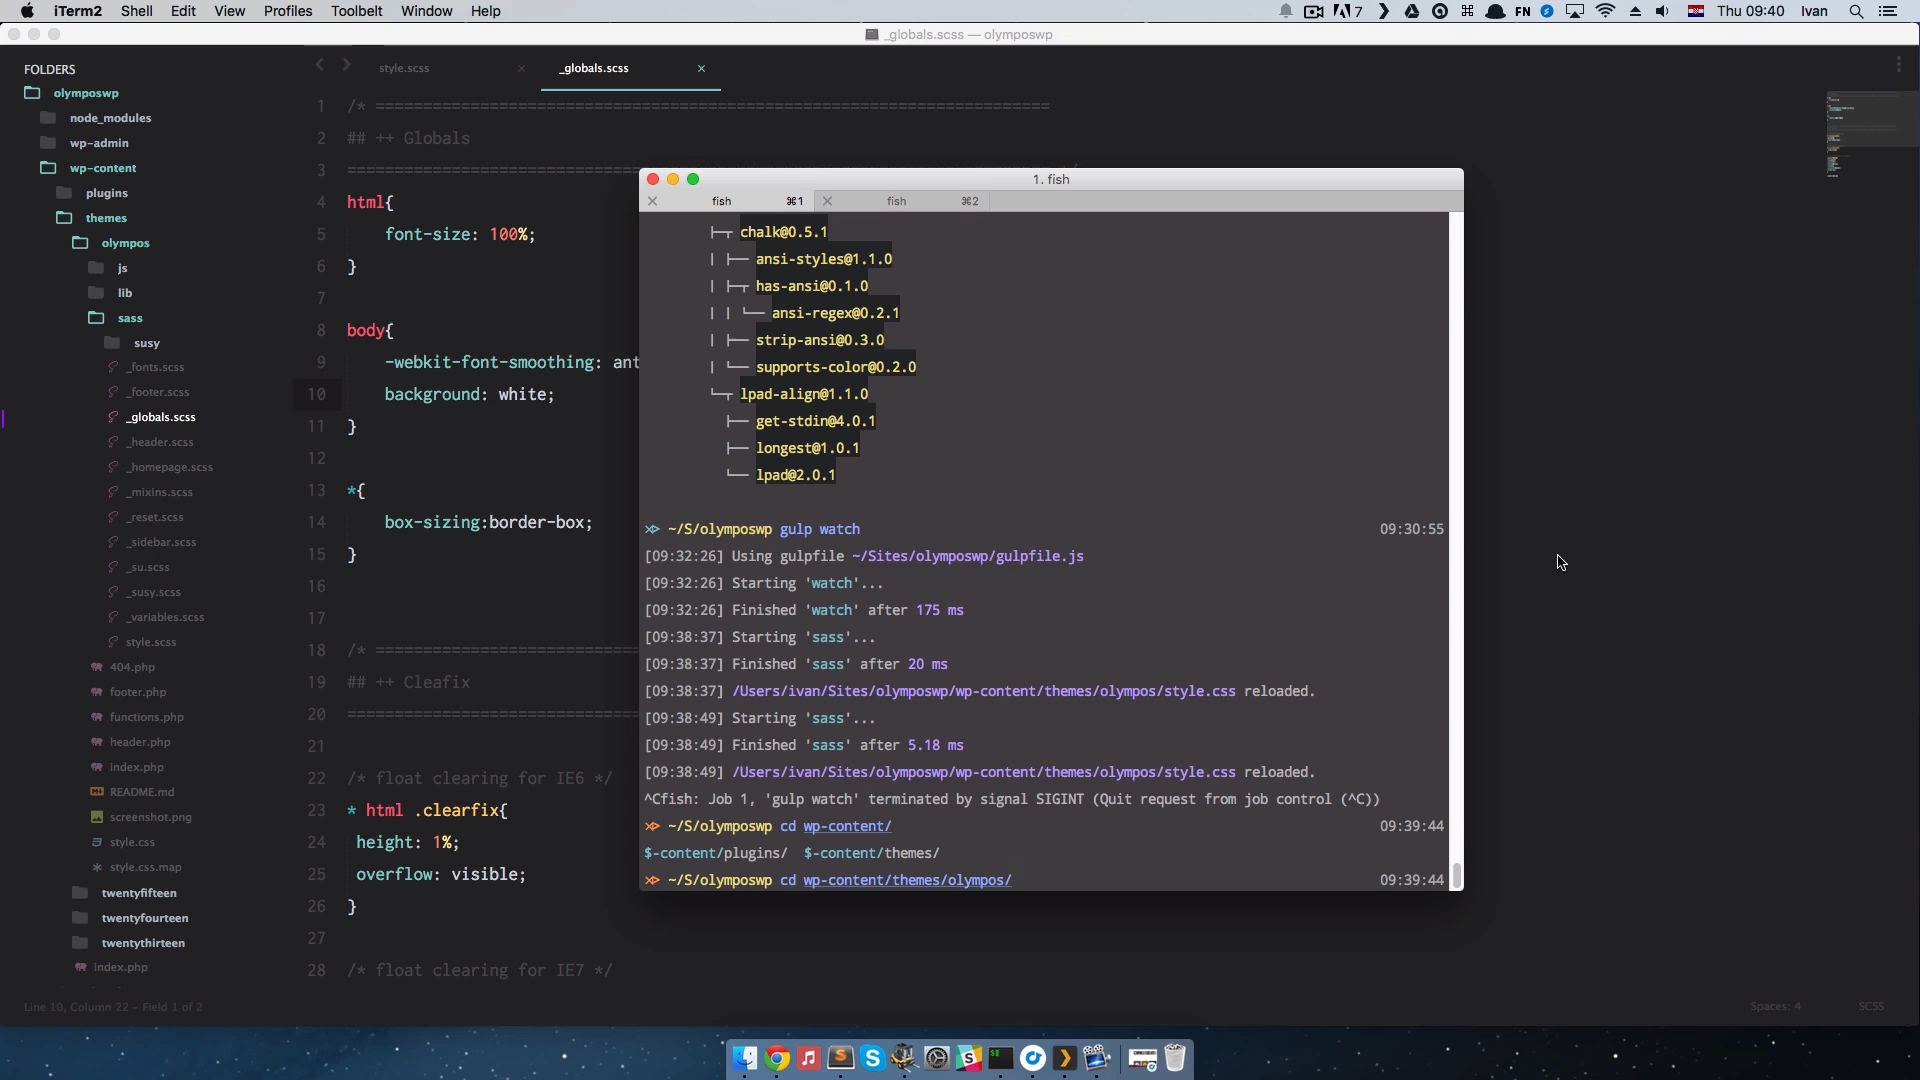 iTerm2 Shell Edit View Profiles Toolbelt Window Help
7 FN Thu 09:40 Ivan
_globals.scss — olymposwp
FOLDERS
olymposwp
node_modules
wp-admin
wp-content
plugins
themes
olympos
js
lib
sass
susy
_fonts.scss
_footer.scss
_globals.scss
_header.scss
_homepage.scss
_mixins.scss
_reset.scss
_sidebar.scss
_su.scss
_susy.scss
_variables.scss
style.scss
404.php
footer.php
functions.php
header.php
index.php
README.md
screenshot.png
style.css
style.css.map
twentyfifteen
twentyfourteen
twentythirteen
index.php
Line 10, Column 22 – Field 1 of 2
style.scss
_globals.scss
1 /* ======================================================================
2 ## ++ Globals
3 ====================================================================== */
4 html{
5 font-size: 100%;
6 }
7
8 body{
9 -webkit-font-smoothing: ant
10 background: white;
11 }
12
13 *{
14 box-sizing:border-box;
15 }
16
17
18 /* ===========================
19 ## ++ Cleafix
20 ==============================
21
22 /* float clearing for IE6 */
23 * html .clearfix{
24 height: 1%;
25 overflow: visible;
26 }
27
28 /* float clearing for IE7 */
Spaces: 4 SCSS
1. fish
fish ⌘1 fish ⌘2
├─┬ chalk@0.5.1
│ ├── ansi-styles@1.1.0
│ ├─┬ has-ansi@0.1.0
│ │ └── ansi-regex@0.2.1
│ ├── strip-ansi@0.3.0
│ └── supports-color@0.2.0
└─┬ lpad-align@1.1.0
├── get-stdin@4.0.1
├── longest@1.0.1
└── lpad@2.0.1
~/S/olymposwp gulp watch 09:30:55
[09:32:26] Using gulpfile ~/Sites/olymposwp/gulpfile.js
[09:32:26] Starting 'watch'...
[09:32:26] Finished 'watch' after 175 ms
[09:38:37] Starting 'sass'...
[09:38:37] Finished 'sass' after 20 ms
[09:38:37] /Users/ivan/Sites/olymposwp/wp-content/themes/olympos/style.css reloaded.
[09:38:49] Starting 'sass'...
[09:38:49] Finished 'sass' after 5.18 ms
[09:38:49] /Users/ivan/Sites/olymposwp/wp-content/themes/olympos/style.css reloaded.
^Cfish: Job 1, 'gulp watch' terminated by signal SIGINT (Quit request from job control (^C))
~/S/olymposwp cd wp-content/ 09:39:44
$-content/plugins/ $-content/themes/
~/S/olymposwp cd wp-content/themes/olympos/ 09:39:44